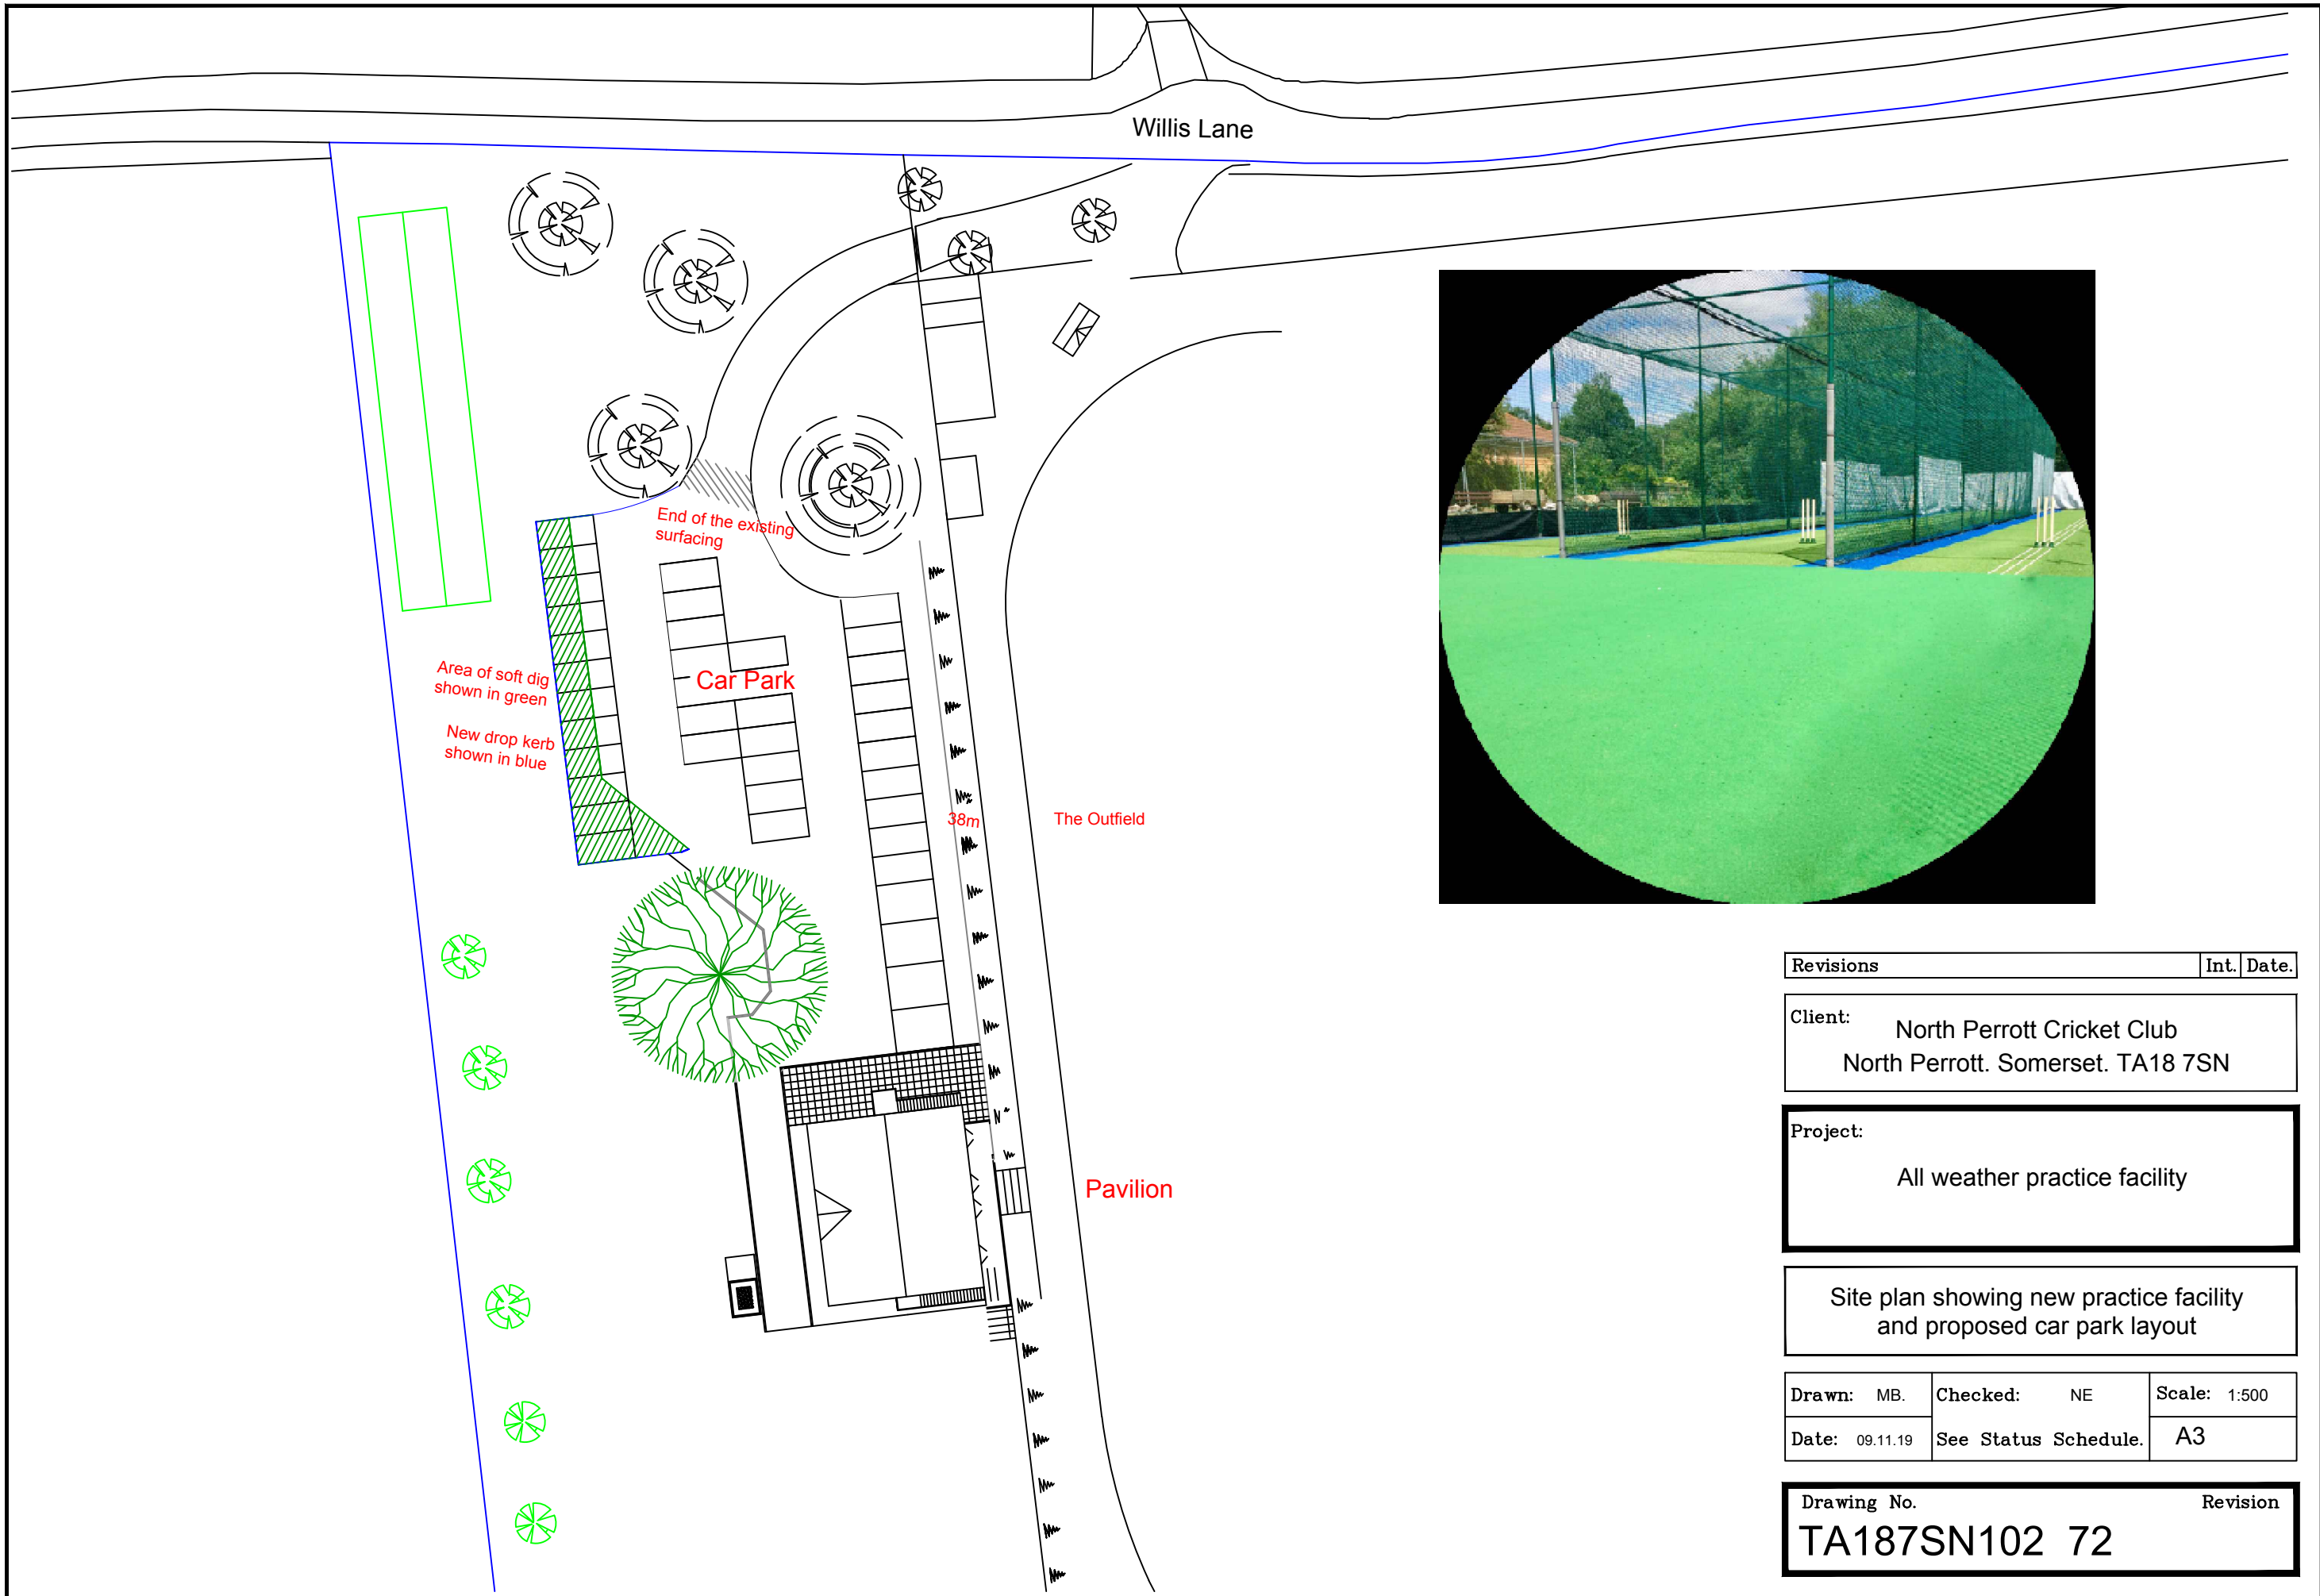 Willis Lane
End of the existing
surfacing
Area of soft dig
shown in green
Car Park
New drop kerb
shown in blue
38m
The Outfield
Pavilion
Revisions Int. Date.
Client:
North Perrott Cricket Club
North Perrott. Somerset. TA18 7SN
Project:
All weather practice facility
Site plan showing new practice facility
and proposed car park layout
Drawn: MB. Checked: NE Scale: 1:500
Date: 09.11.19 See Status Schedule. A3
Drawing No. Revision
TA187SN102 72